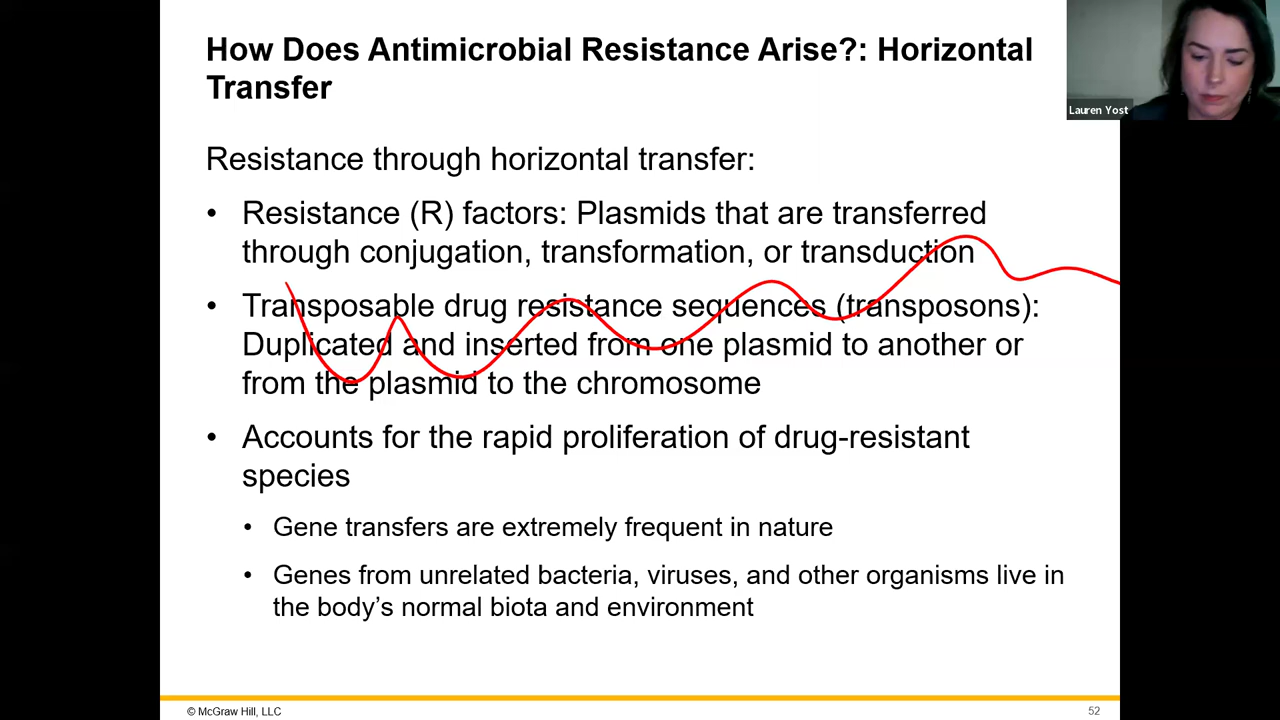 How Does Antimicrobial Resistance Arise?: Horizontal
Transfer
Lauren Yost
Resistance through horizontal transfer:
• Resistance (R) factors: Plasmids that are transferred
through conjugation, transformation, or transduction
• Transposable drug resistance sequences (transposons):
Duplicated and inserted from one plasmid to another or
from the plasmid to the chromosome
• Accounts for the rapid proliferation of drug-resistant
species
• Gene transfers are extremely frequent in nature
• Genes from unrelated bacteria, viruses, and other organisms live in
the body’s normal biota and environment
© McGraw Hill, LLC
52